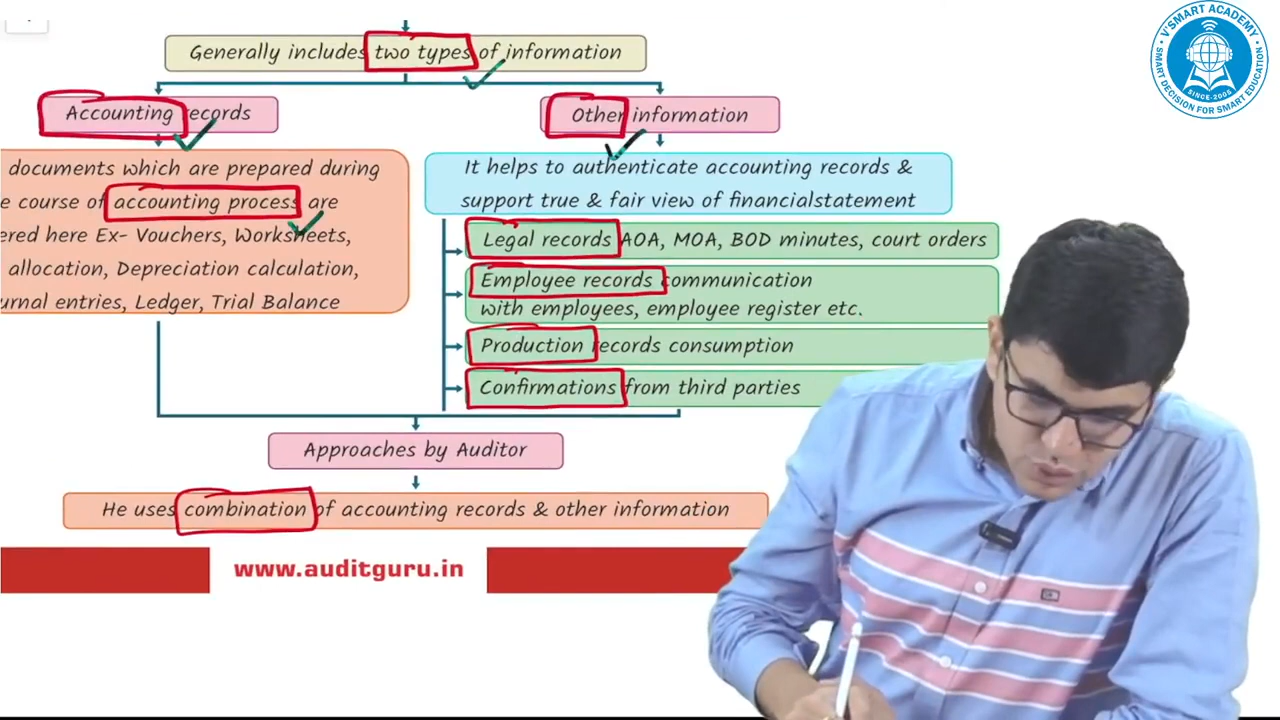 Generally includes two types of information
Accounting records
Other information
documents which are prepared during
course of accounting process are
here Ex- Vouchers, Worksheets,
allocation, Depreciation calculation,
entries, Ledger, Trial Balance
It helps to authenticate accounting records &
support true & fair view of financialstatement
Legal records AOA, MOA, BOD minutes, court orders
Employee records communication
with employees, employee register etc.
Production records consumption
Confirmations from third parties
Approaches by Auditor
He uses combination of accounting records & other information
www.auditguru.in
V'SMART ACADEMY
SMART DECISION FOR SMART EDUCATION
SINCE-2005